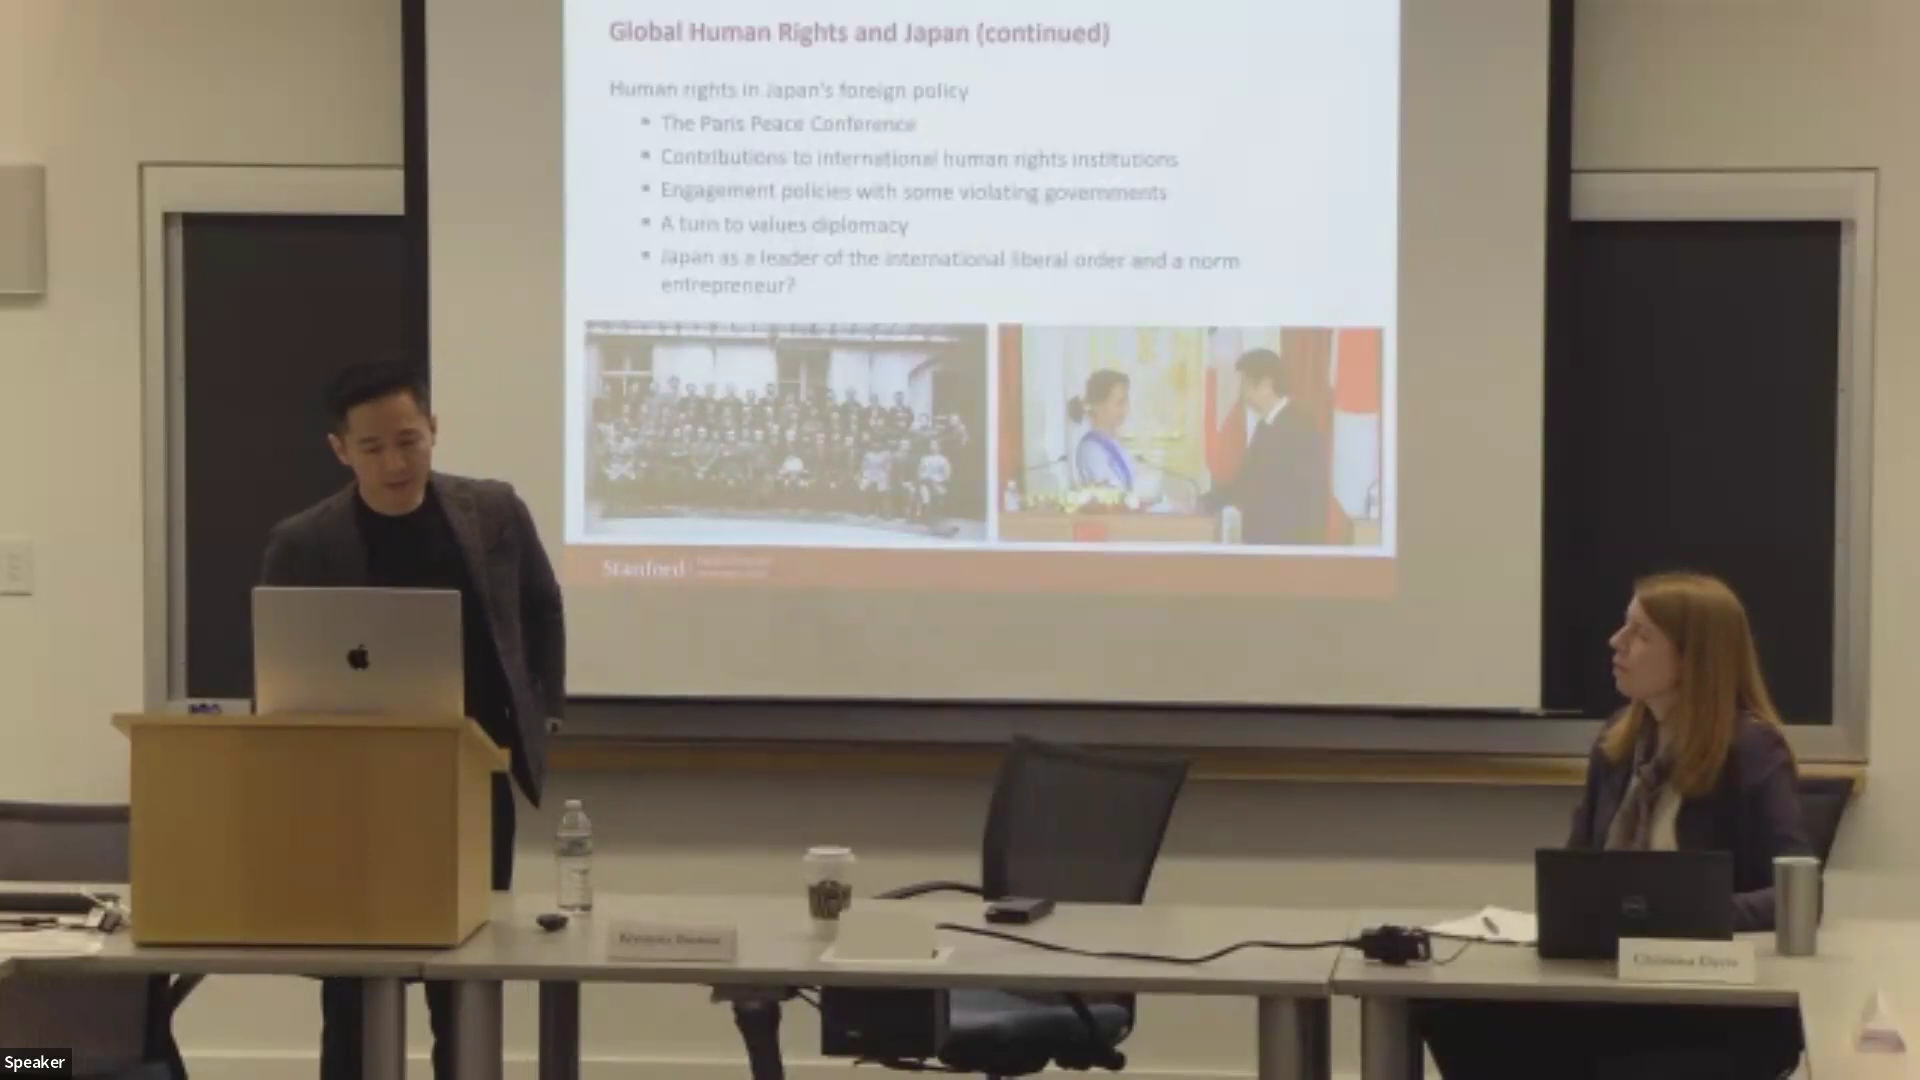 Global Human Rights and Japan (continued)
Human rights in Japan's foreign policy
▪ The Paris Peace Conference
▪ Contributions to international human rights institutions
▪ Engagement policies with some violating governments
▪ A turn to values diplomacy
▪ Japan as a leader of the international liberal order and a norm
entrepreneur?
Stanford
Christina Davis
Speaker